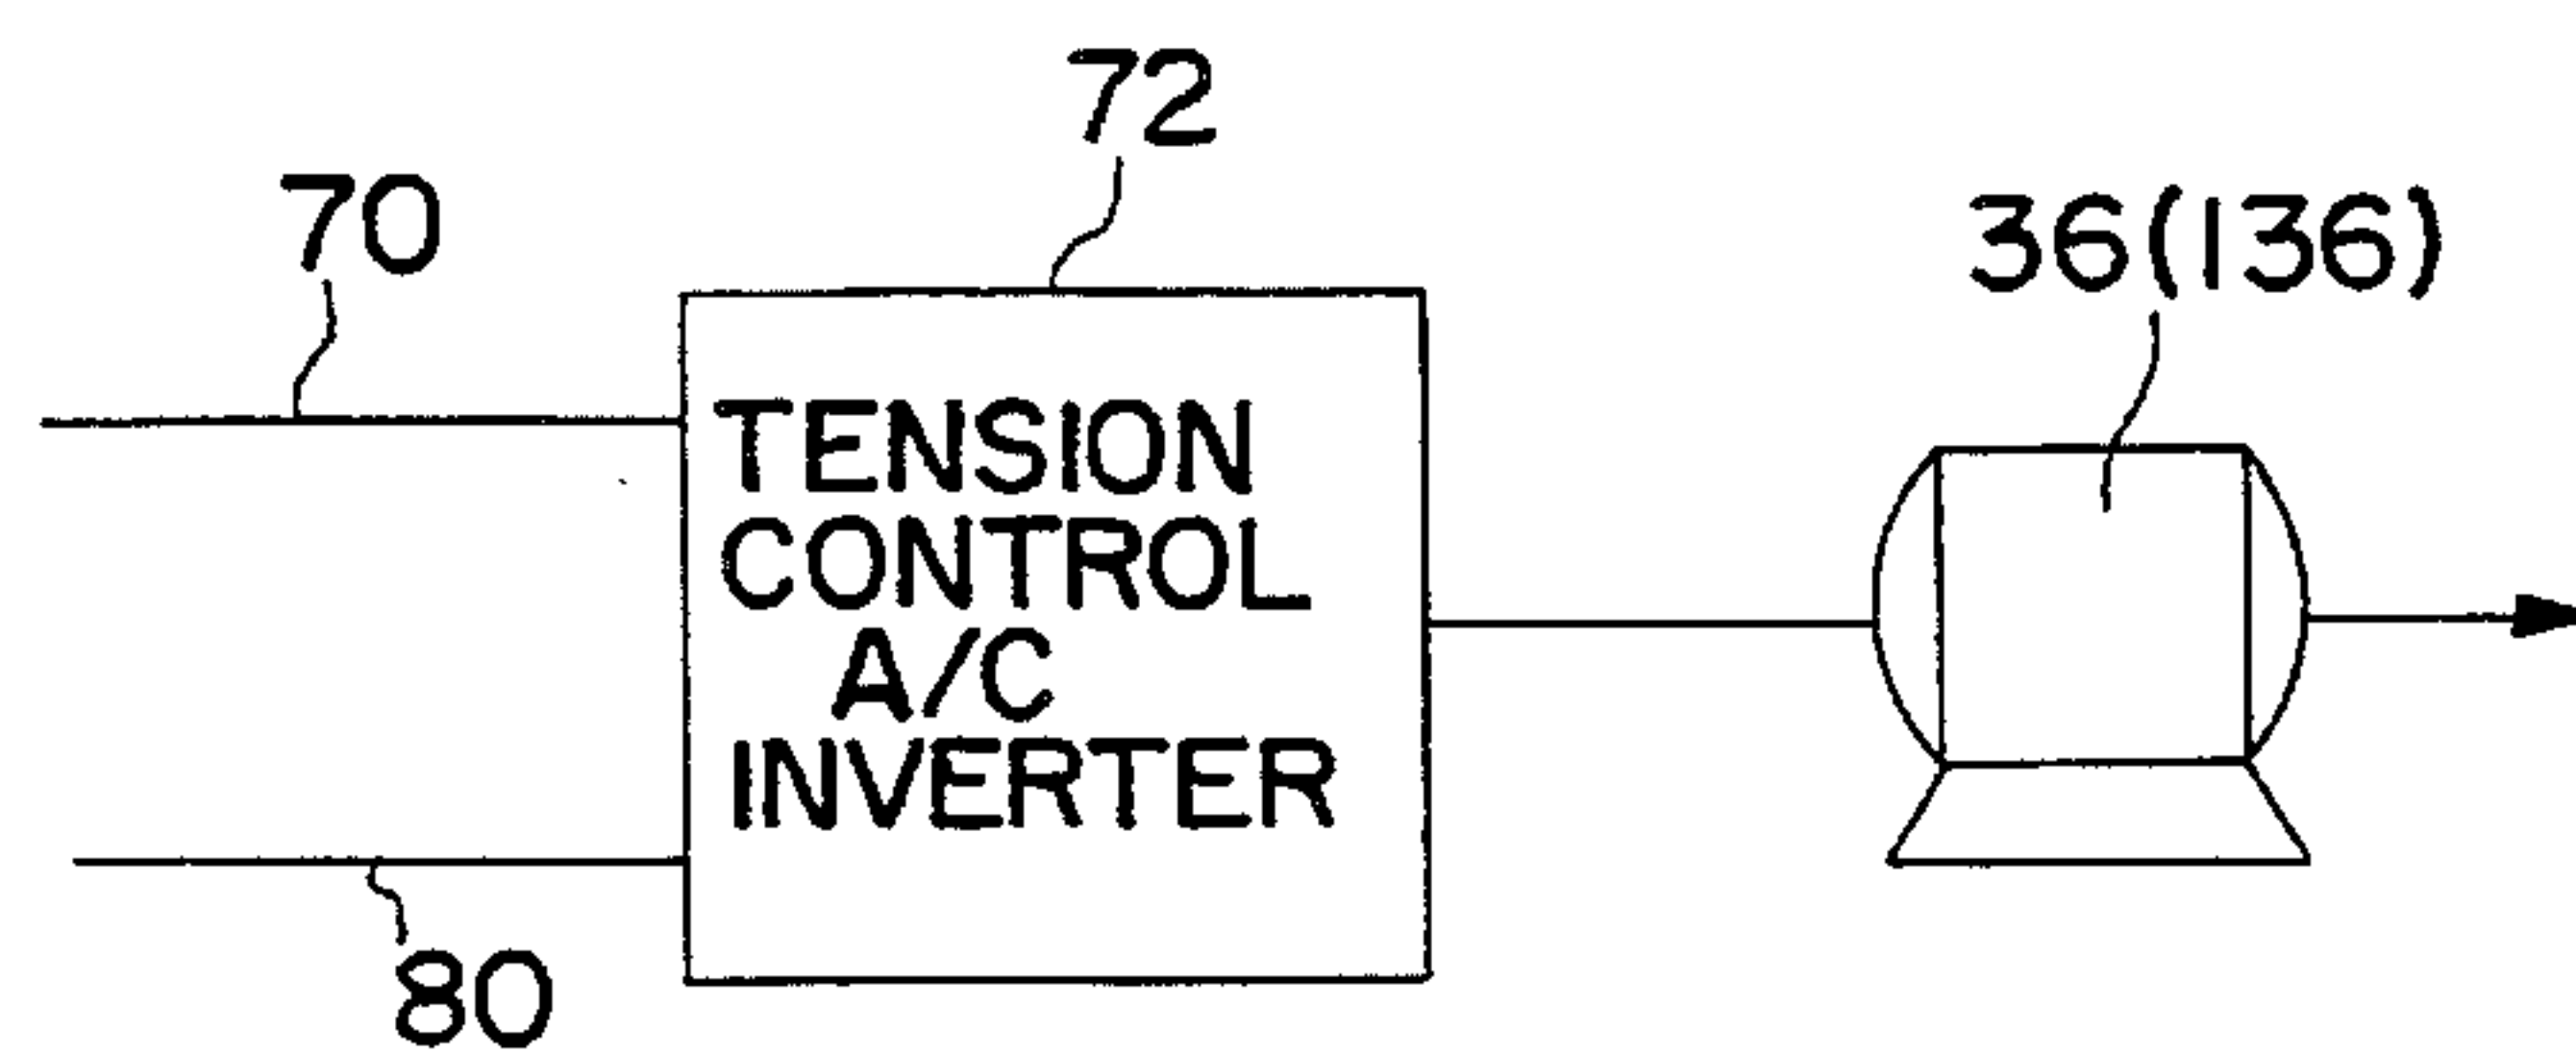 72
70
36(136)
TENSION
CONTROL
A/C
INVERTER
80